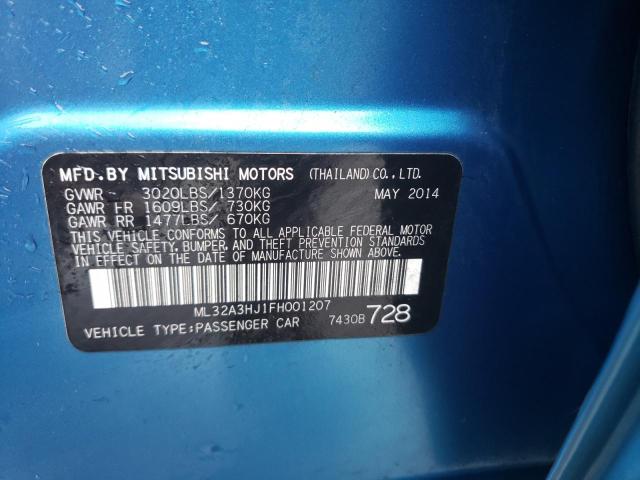 MFD.BY MITSUBISHI MOTORS (THAILAND)CO.,LTD.
GVWR 3020LBS/1370KG MAY 2014
GAWR FR 1609LBS/ 730KG
GAWR RR 1477LBS/ 670KG
THIS VEHICLE CONFORMS TO ALL APPLICABLE FEDERAL MOTOR
VEHICLE SAFETY, BUMPER, AND THEFT PREVENTION STANDARDS
IN EFFECT ON THE DATE OF MANUFACTURE SHOWN ABOVE.
ML32A3HJ1FH001207
VEHICLE TYPE:PASSENGER CAR 7430B 728